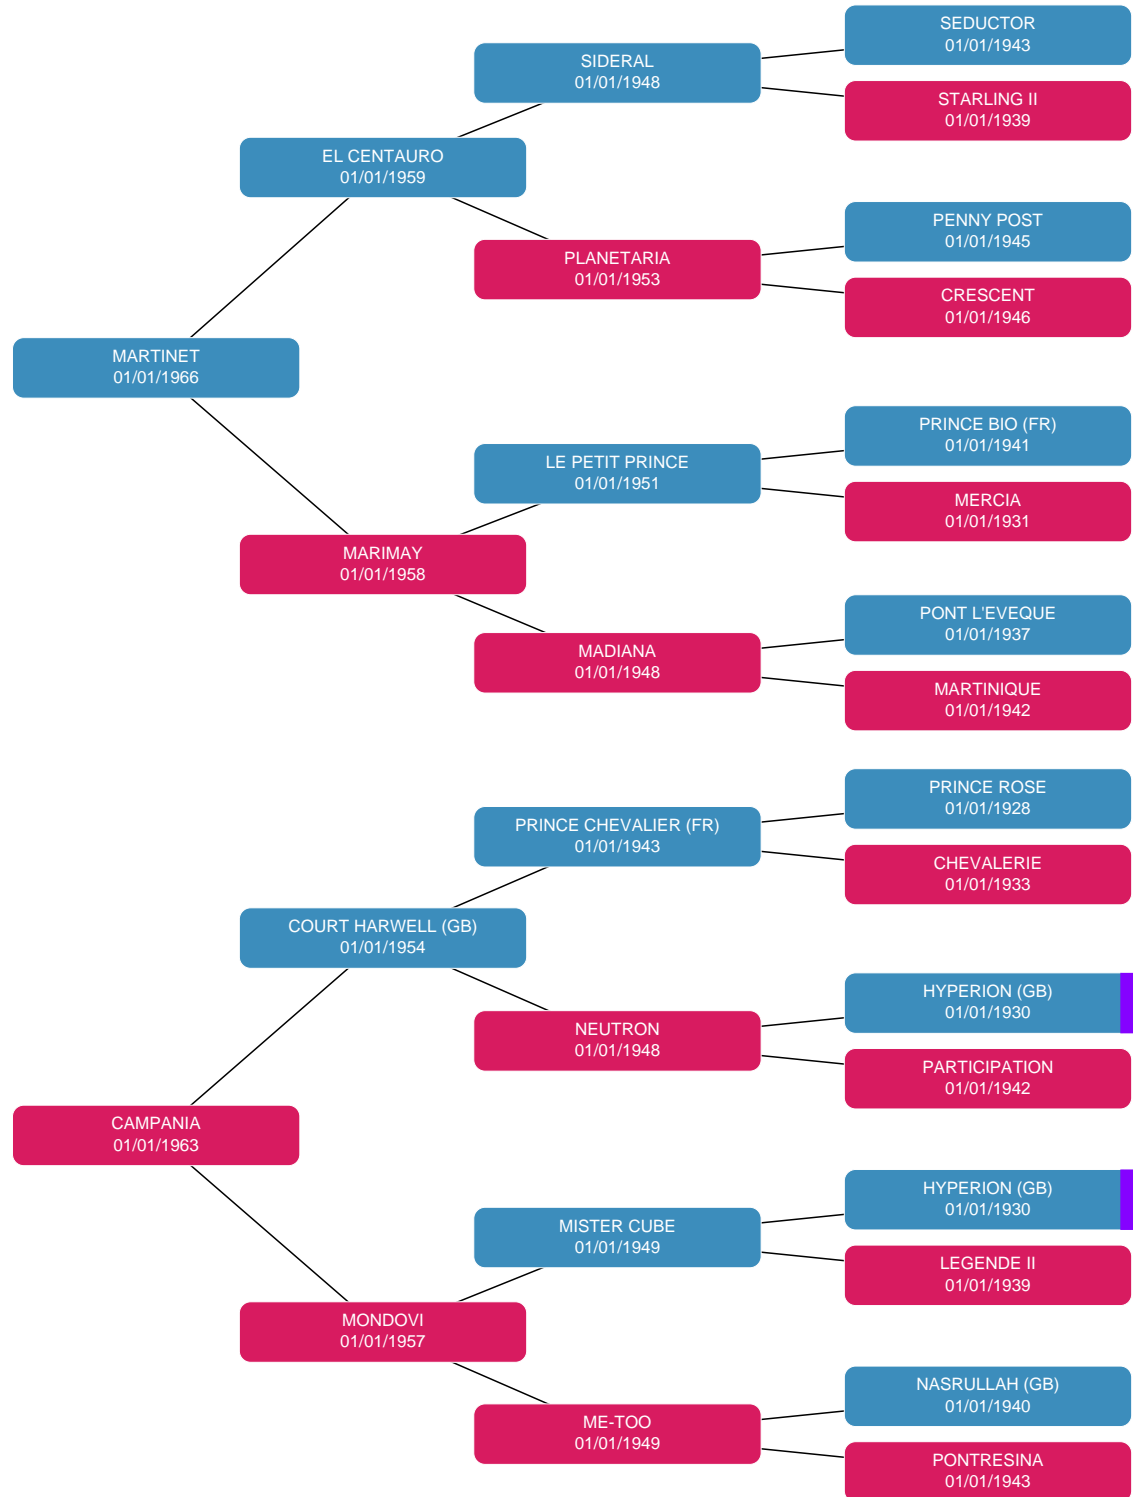 SEDUCTOR
01/01/1943
SIDERAL
01/01/1948
STARLING II
01/01/1939
EL CENTAURO
01/01/1959
PENNY POST
01/01/1945
PLANETARIA
01/01/1953
CRESCENT
01/01/1946
MARTINET
01/01/1966
PRINCE BIO (FR)
01/01/1941
LE PETIT PRINCE
01/01/1951
MERCIA
01/01/1931
MARIMAY
01/01/1958
PONT L'EVEQUE
01/01/1937
MADIANA
01/01/1948
MARTINIQUE
01/01/1942
PRINCE ROSE
01/01/1928
PRINCE CHEVALIER (FR)
01/01/1943
CHEVALERIE
01/01/1933
COURT HARWELL (GB)
01/01/1954
HYPERION (GB)
01/01/1930
NEUTRON
01/01/1948
PARTICIPATION
01/01/1942
CAMPANIA
01/01/1963
HYPERION (GB)
01/01/1930
MISTER CUBE
01/01/1949
LEGENDE II
01/01/1939
MONDOVI
01/01/1957
NASRULLAH (GB)
01/01/1940
ME-TOO
01/01/1949
PONTRESINA
01/01/1943